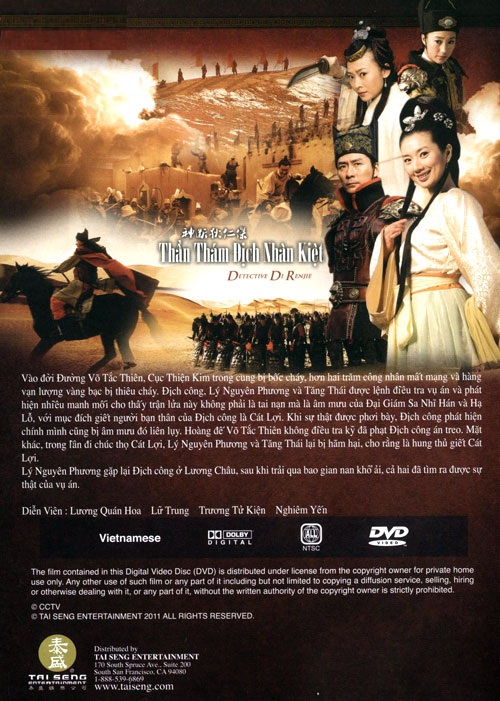 神探狄仁傑
Thần Thám Địch Nhân Kiệt
DETECTIVE DI RENJIE
Vào đời Đường Võ Tắc Thiên, Cục Thiện Kim trong cung bị bốc cháy, hơn hai trăm công nhân mất mạng và hàng
vạn lượng vàng bạc bị thiêu cháy. Địch công, Lý Nguyên Phương và Tăng Thái được lệnh điều tra vụ án và phát
hiện nhiều manh mối cho thấy trận lửa này không phải là tai nạn mà là âm mưu của Đại Giám Sa Nhĩ Hán và Hạ
Lỗ, với mục đích giết người bạn thân của Địch công là Cát Lợi. Khi sự thật được phơi bày, Địch công phát hiện
chính mình cũng bị âm mưu đó liên lụy. Hoàng đế Võ Tắc Thiên không điều tra kỹ đã phạt Địch công án treo. Mặt
khác, trong lần đi chúc thọ Cát Lợi, Lý Nguyên Phương và Tăng Thái lại bị hãm hại, cho rằng là hung thủ giết Cát
Lợi.
Lý Nguyên Phương gặp lại Địch công ở Lương Châu, sau khi trải qua bao gian nan khổ ải, cả hai đã tìm ra được sự
thật của vụ án.
Diễn Viên : Lương Quán Hoa Lữ Trung Trương Tử Kiện Nghiêm Yến
Vietnamese
DOLBY
DIGITAL
ALL
NTSC
DVD
VIDEO
The film contained in this Digital Video Disc (DVD) is distributed under license from the copyright owner for private home
use only. Any other use of such film or any part of it including but not limited to copying a diffusion service, selling, hiring
or otherwise dealing with it, or any part of it, without the written authority of the copyright owner is strictly prohibited.
© CCTV
© TAI SENG ENTERTAINMENT 2011 ALL RIGHTS RESERVED.
泰盛
TAI SENG
ENTERTAINMENT
Distributed by
TAI SENG ENTERTAINMENT
170 South Spruce Ave., Suite 200
South San Francisco, CA 94080
1-888-539-6869
www.taiseng.com